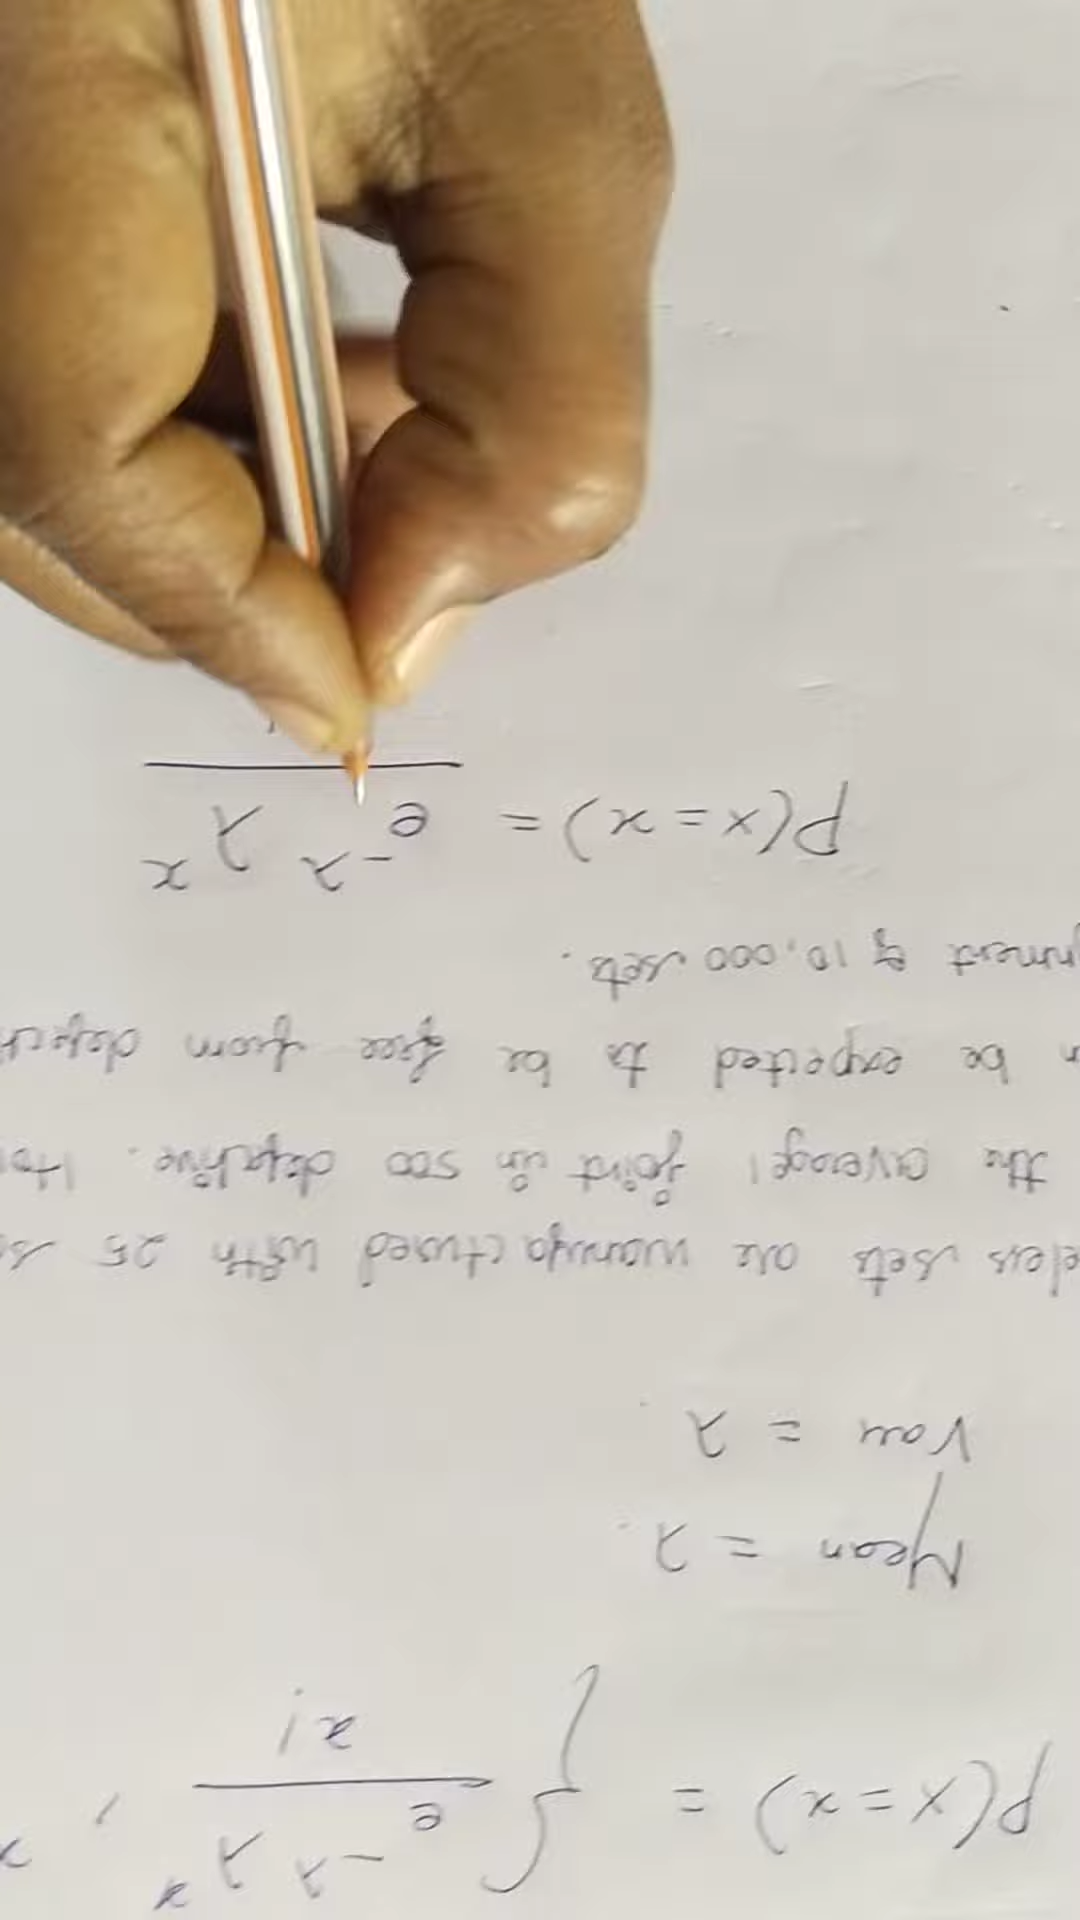 P(X=x) = { e^{-λ} λ^x / x! ,
Mean = λ.
Var = λ.
sets are manufactured with 25
the average 1 joint in 500 defective. How
be expected to be free from
of 10,000 sets.
P(X=x) = e^{-λ} λ^x